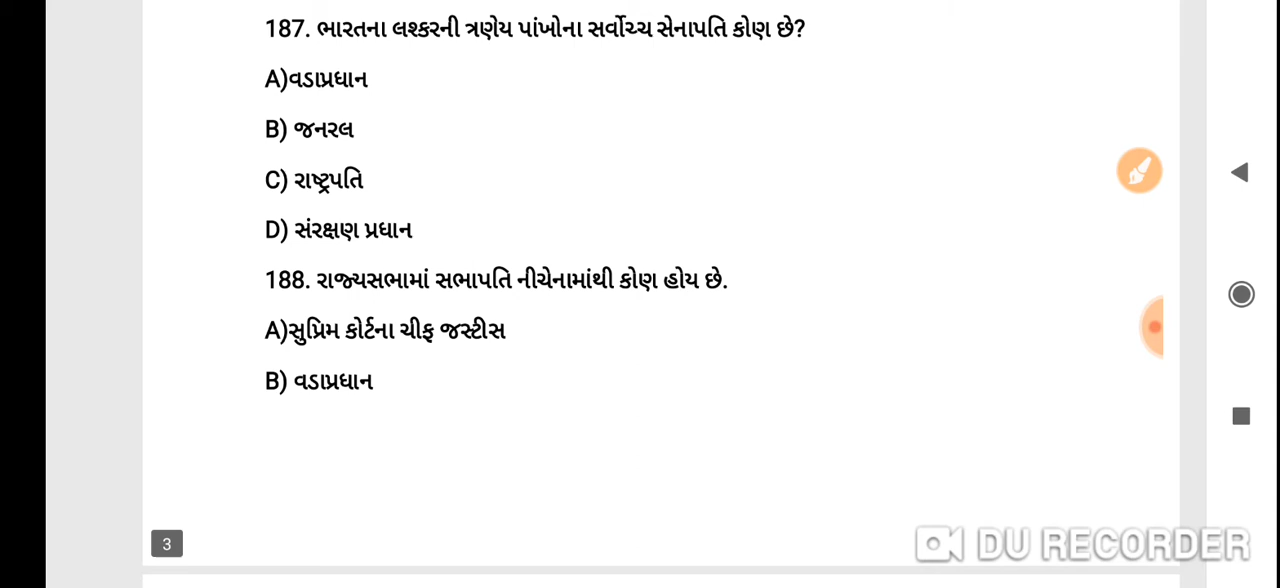 187. ભારતના લશ્કરની ત્રણેય પાંખોના સર્વોચ્ચ સેનાપતિ કોણ છે?
A)વડાપ્રધાન
B) જનરલ
C) રાષ્ટ્રપતિ
D) સંરક્ષણ પ્રધાન
188. રાજ્યસભામાં સભાપતિ નીચેનામાંથી કોણ હોય છે.
A)સુપ્રિમ કોર્ટના ચીફ જસ્ટીસ
B) વડાપ્રધાન
3
DU RECORDER